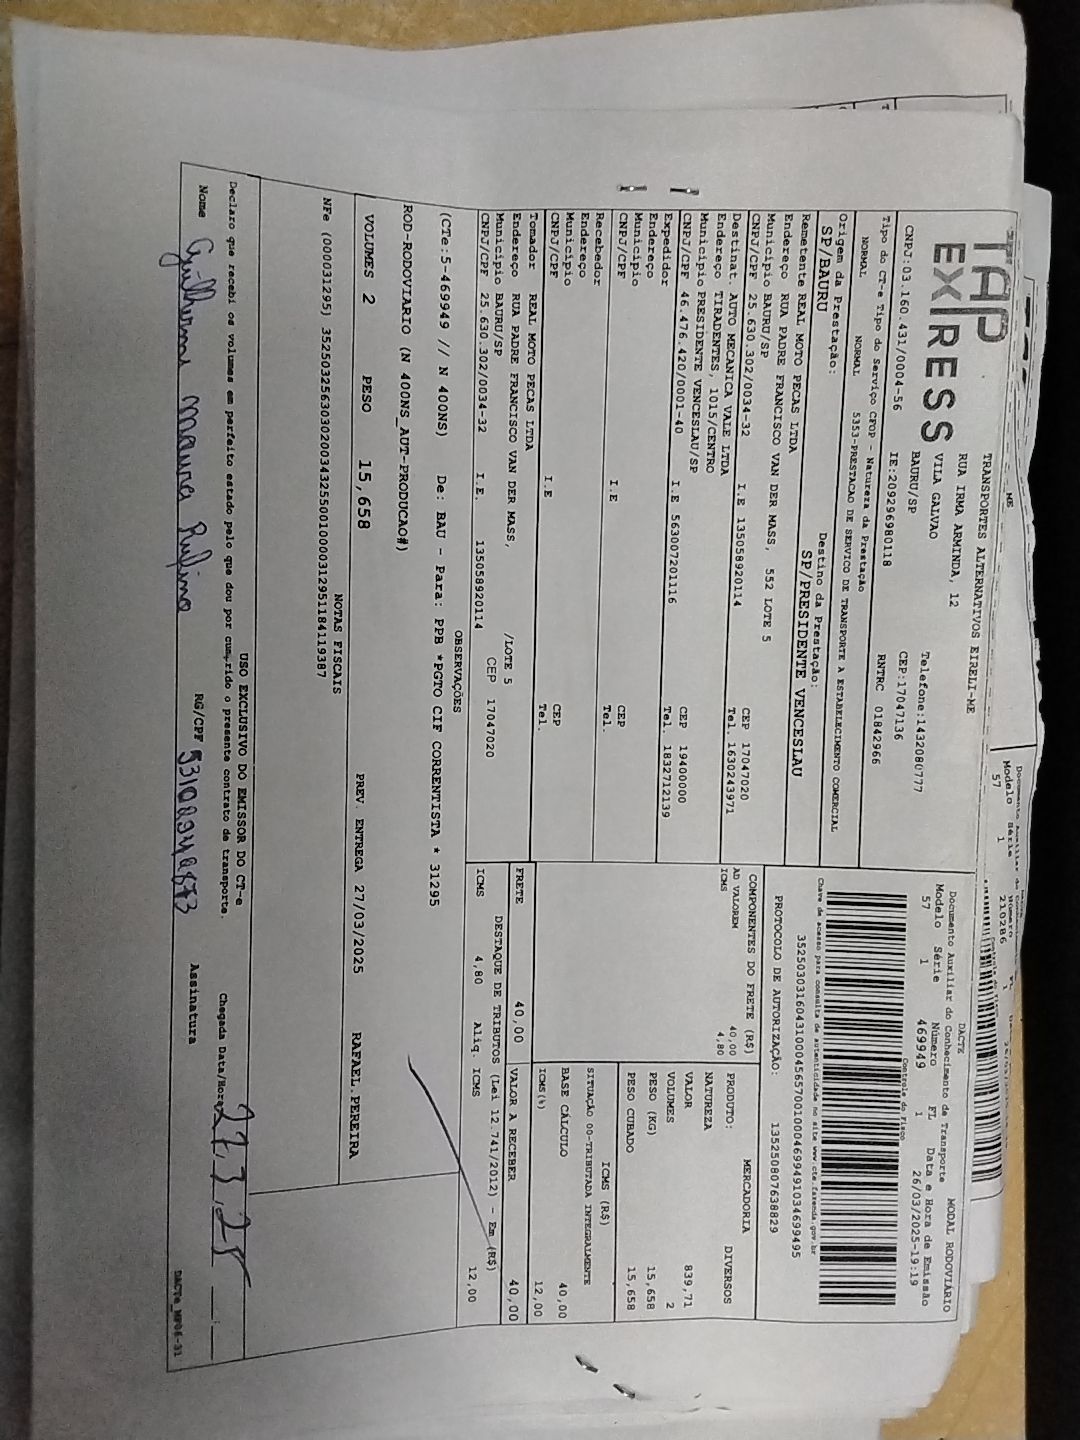 TAP
EXPRESS
TRANSPORTES ALTERNATIVOS EIRELI-ME
RUA IRMA ARMINDA, 12
VILA GALVAO
BAURU/SP
Telefone:1432080777
CEP:17047136
CNPJ:03.160.431/0004-56 IE:209296980118 RNTRC 01842966
Tipo do CT-e Tipo do Serviço CFOP - Natureza da Prestação
NORMAL NORMAL 5353-PRESTACAO DE SERVICO DE TRANSPORTE A ESTABELECIMENTO COMERCIAL
DACTE MODAL RODOVIÁRIO
Documento Auxiliar do Conhecimento de Transporte
Modelo Série Número FL Data e Hora de Emissão
57 1 469949 1 26/03/2025-19:19
Controle do Fisco
Chave de acesso para consulta de autenticidade no site www.cte.fazenda.gov.br
35250303160431000456570010004699491034699495
PROTOCOLO DE AUTORIZAÇÃO: 135250807638829
Origem da Prestação: Destino da Prestação:
SP/BAURU SP/PRESIDENTE VENCESLAU
Remetente REAL MOTO PECAS LTDA
Endereço RUA PADRE FRANCISCO VAN DER MASS, 552 LOTE 5
Município BAURU/SP CEP 17047020
CNPJ/CPF 25.630.302/0034-32 I.E 135058920114 Tel. 1630243971
Destinat. AUTO MECANICA VALE LTDA
Endereço TIRADENTES, 1015/CENTRO
Município PRESIDENTE VENCESLAU/SP CEP 19400000
CNPJ/CPF 46.476.420/0001-40 I.E 563007201116 Tel. 1832712139
Expedidor
Endereço
Município CEP
CNPJ/CPF I.E Tel.
Recebedor
Endereço
Município CEP
CNPJ/CPF I.E Tel.
Tomador REAL MOTO PECAS LTDA
Endereço RUA PADRE FRANCISCO VAN DER MASS, /LOTE 5
Município BAURU/SP CEP 17047020
CNPJ/CPF 25.630.302/0034-32 I.E. 135058920114
COMPONENTES DO FRETE (R$)
AD VALOREM 40,00
ICMS 4,80
MERCADORIA
PRODUTO: DIVERSOS
NATUREZA
VALOR 839,71
VOLUMES 2
PESO (KG) 15,658
PESO CUBADO 15,658
ICMS (R$)
SITUAÇÃO 00-TRIBUTADA INTEGRALMENTE
BASE CÁLCULO 40,00
ICMS(%) 12,00
FRETE 40,00 VALOR A RECEBER 40,00
DESTAQUE DE TRIBUTOS (Lei 12.741/2012) - Em (R$)
ICMS 4,80 Aliq. ICMS 12,00
OBSERVAÇÕES
(CTe:5-469949 // N 400NS) De: BAU - Para: PPB *PGTO CIF CORRENTISTA * 31295
ROD-RODOVIARIO (N 400NS_AUT-PRODUCAO#)
VOLUMES 2 PESO 15,658 PREV. ENTREGA 27/03/2025 RAFAEL.PEREIRA
NOTAS FISCAIS
NFe (000031295) 35250325630302003432550010000312951184119387
USO EXCLUSIVO DO EMISSOR DO CT-e
Declaro que recebi os volumes em perfeito estado pelo que dou por cumprido o presente contrato de transporte. Chegada Data/Hora 27, 3, 25
Nome Guilherme Moura Rufino RG/CPF Assinatura
DACTe_MP06-31